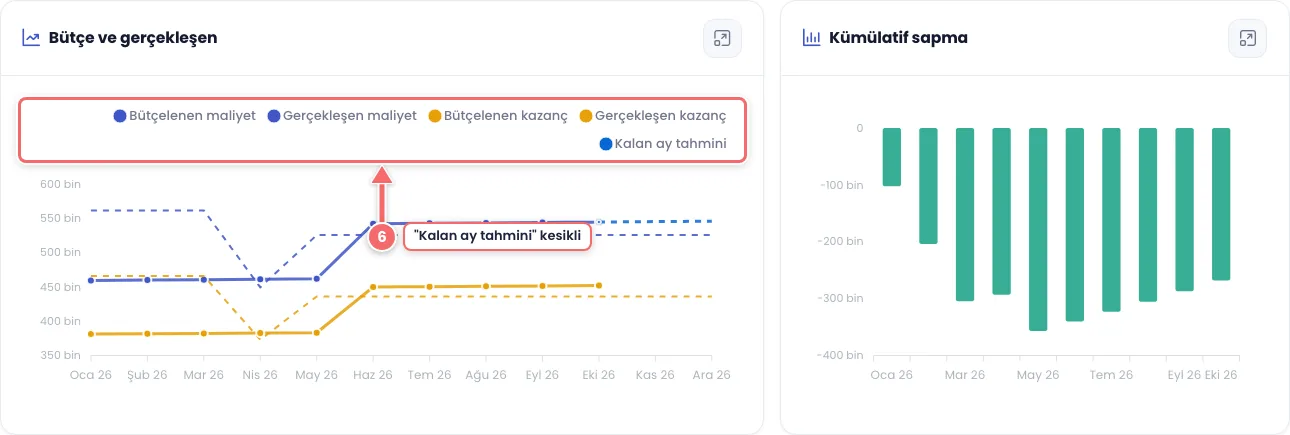 Bütçe ve gerçekleşen
Bütçelenen maliyet Gerçekleşen maliyet Bütçelenen kazanç Gerçekleşen kazanç
Kalan ay tahmini
600 bin
550 bin
500 bin
450 bin
400 bin
350 bin
6
"Kalan ay tahmini" kesikli
Oca 26 Şub 26 Mar 26 Nis 26 May 26 Haz 26 Tem 26 Ağu 26 Eyl 26 Eki 26 Kas 26 Ara 26
Kümülatif sapma
0
-100 bin
-200 bin
-300 bin
-400 bin
Oca 26 Mar 26 May 26 Tem 26 Eyl 26 Eki 26